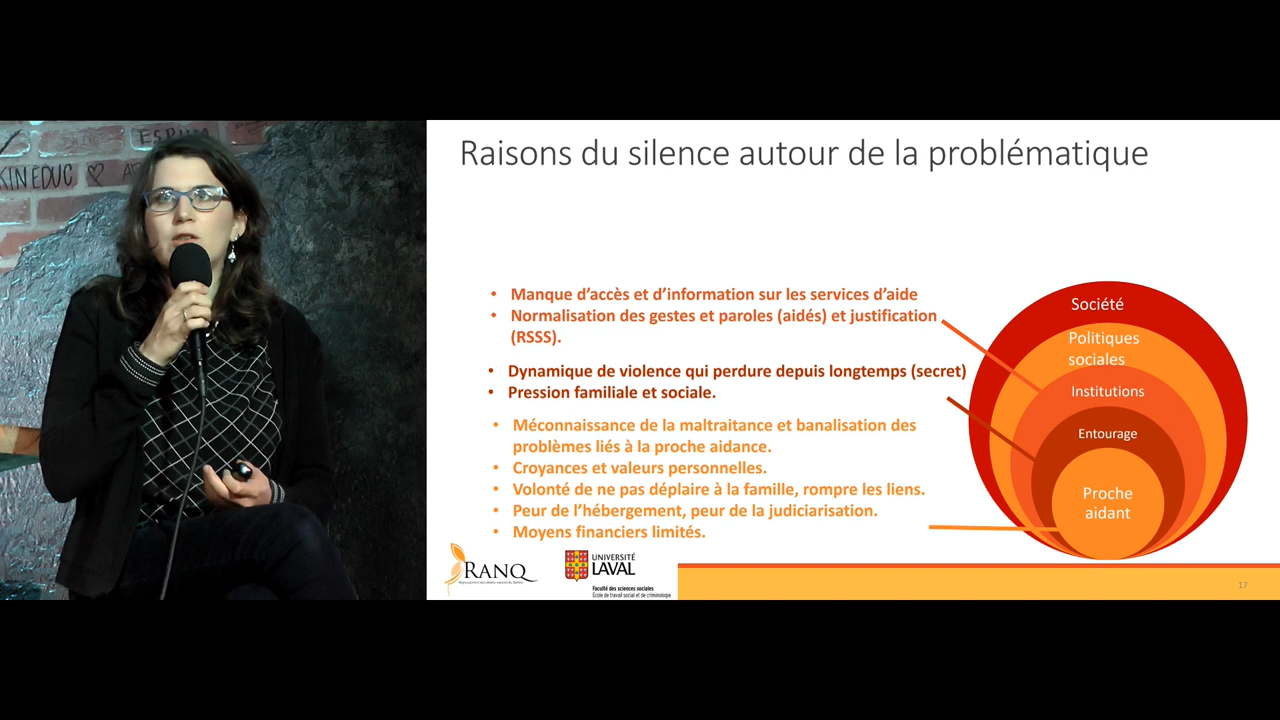 ESPUM
KINEDUC
Raisons du silence autour de la problématique
• Manque d’accès et d’information sur les services d’aide
• Normalisation des gestes et paroles (aidés) et justification
(RSSS).
• Dynamique de violence qui perdure depuis longtemps (secret)
• Pression familiale et sociale.
• Méconnaissance de la maltraitance et banalisation des
problèmes liés à la proche aidance.
• Croyances et valeurs personnelles.
• Volonté de ne pas déplaire à la famille, rompre les liens.
• Peur de l’hébergement, peur de la judiciarisation.
• Moyens financiers limités.
Société
Politiques
sociales
Institutions
Entourage
Proche
aidant
RANQ
UNIVERSITÉ
LAVAL
Faculté des sciences sociales
École de travail social et de criminologie
17